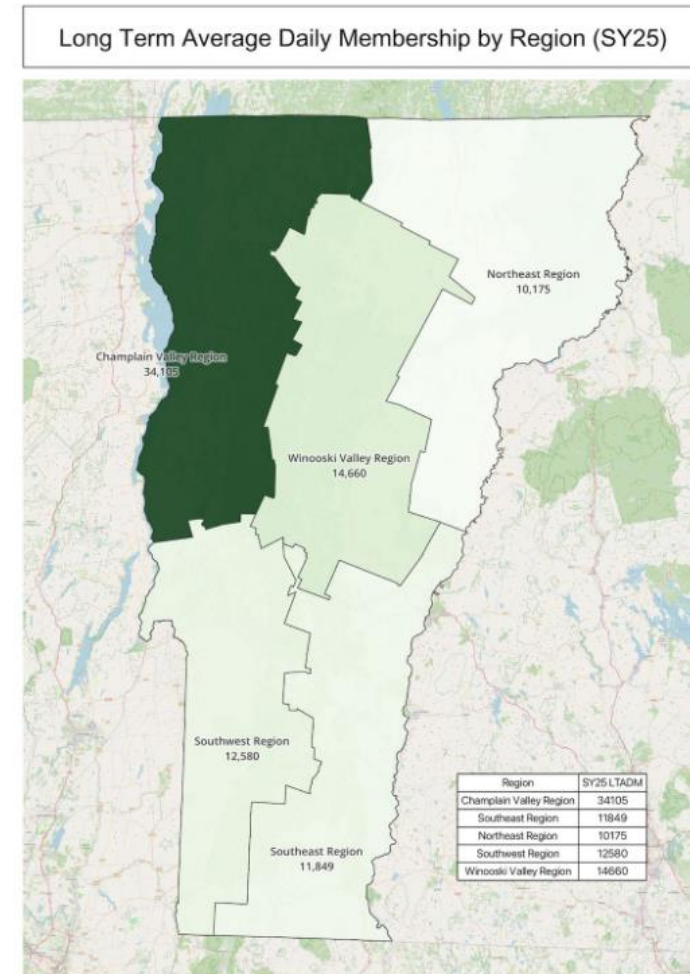 Long Term Average Daily Membership by Region (SY25)
Northeast Region
10,175
Champlain Valley Region
34,105
Winooski Valley Region
14,660
Southwest Region
12,580
Southeast Region
11,849
Region SY25 LTADM
Champlain Valley Region 34105
Southeast Region 11849
Northeast Region 10175
Southwest Region 12580
Winooski Valley Region 14660